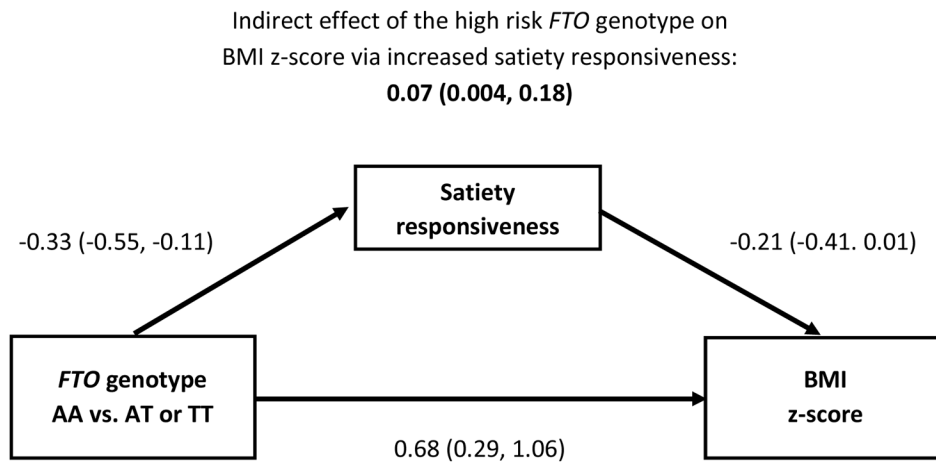 Indirect effect of the high risk FTO genotype on
BMI z-score via increased satiety responsiveness:
0.07 (0.004, 0.18)
Satiety
responsiveness
-0.33 (-0.55, -0.11)
-0.21 (-0.41. 0.01)
FTO genotype
AA vs. AT or TT
BMI
z-score
0.68 (0.29, 1.06)